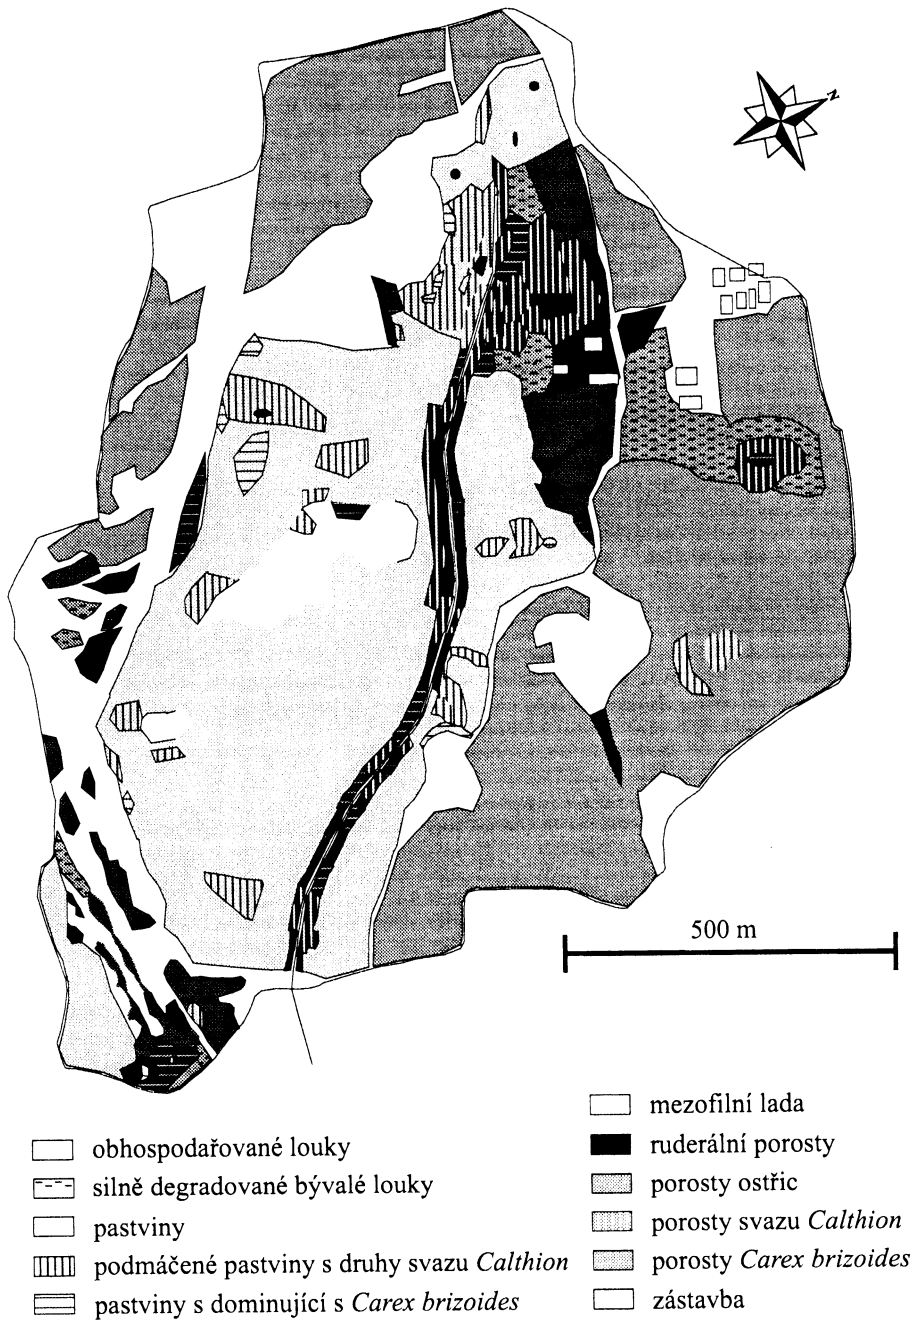 N
500 m
obhospodařované louky
silně degradované bývalé louky
pastviny
podmáčené pastviny s druhy svazu Calthion
pastviny s dominující s Carex brizoides
mezofilní lada
ruderální porosty
porosty ostřic
porosty svazu Calthion
porosty Carex brizoides
zástavba